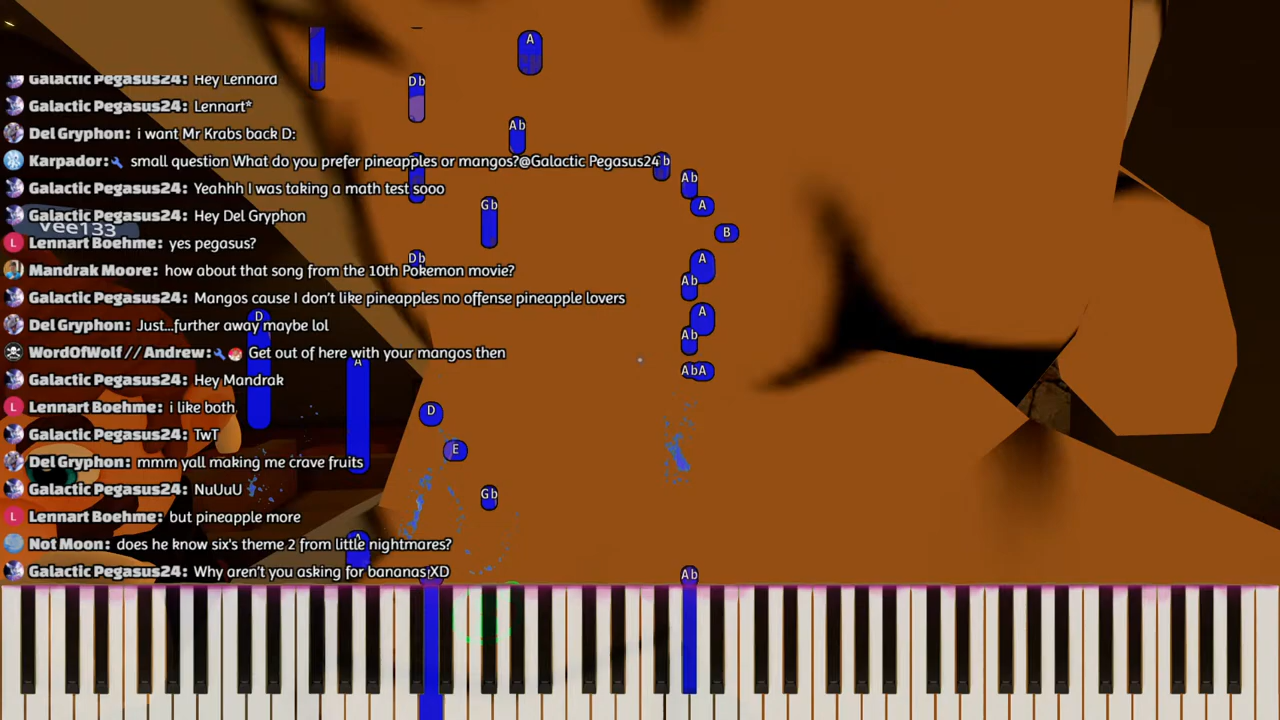 Galactic Pegasus24: Hey Lennard
Galactic Pegasus24: Lennart*
Del Gryphon: i want Mr Krabs back D:
Karpador: small question What do you prefer pineapples or mangos?@Galactic Pegasus24
Galactic Pegasus24: Yeahhh I was taking a math test sooo
Galactic Pegasus24: Hey Del Gryphon
vee133
Lennart Boehme: yes pegasus?
Mandrak Moore: how about that song from the 10th Pokemon movie?
Galactic Pegasus24: Mangos cause I don't like pineapples no offense pineapple lovers
Del Gryphon: Just...further away maybe lol
WordOfWolf // Andrew: Get out of here with your mangos then
Galactic Pegasus24: Hey Mandrak
Lennart Boehme: i like both
Galactic Pegasus24: TwT
Del Gryphon: mmm yall making me crave fruits
Galactic Pegasus24: NuUuU
Lennart Boehme: but pineapple more
Not Moon: does he know six's theme 2 from little nightmares?
Galactic Pegasus24: Why aren't you asking for bananas XD
A
Db
Ab
Ab
A
Gb
B
Db
A
Ab
D
A
Ab
A
AbA
D
E
Gb
A
Ab